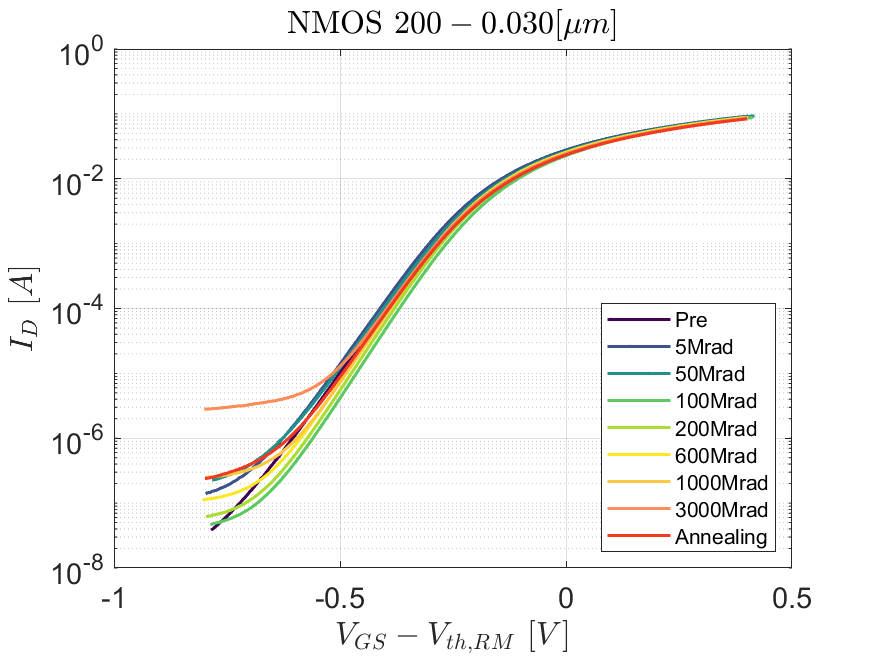 NMOS 200 − 0.030[μm]
10^0
10^-2
10^-4
10^-6
10^-8
I_D [A]
Pre
5Mrad
50Mrad
100Mrad
200Mrad
600Mrad
1000Mrad
3000Mrad
Annealing
-1 -0.5 0 0.5
V_GS − V_th,RM [V]